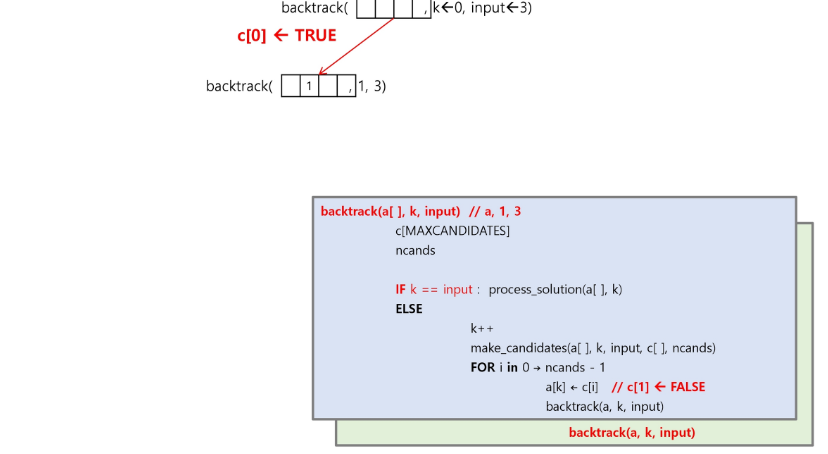 backtrack( , k←0, input←3)
c[0] ← TRUE
backtrack( 1 , 1, 3)
backtrack(a[ ], k, input) // a, 1, 3
c[MAXCANDIDATES]
ncands
IF k == input : process_solution(a[ ], k)
ELSE
k++
make_candidates(a[ ], k, input, c[ ], ncands)
FOR i in 0 → ncands - 1
a[k] ← c[i] // c[1] ← FALSE
backtrack(a, k, input)
backtrack(a, k, input)